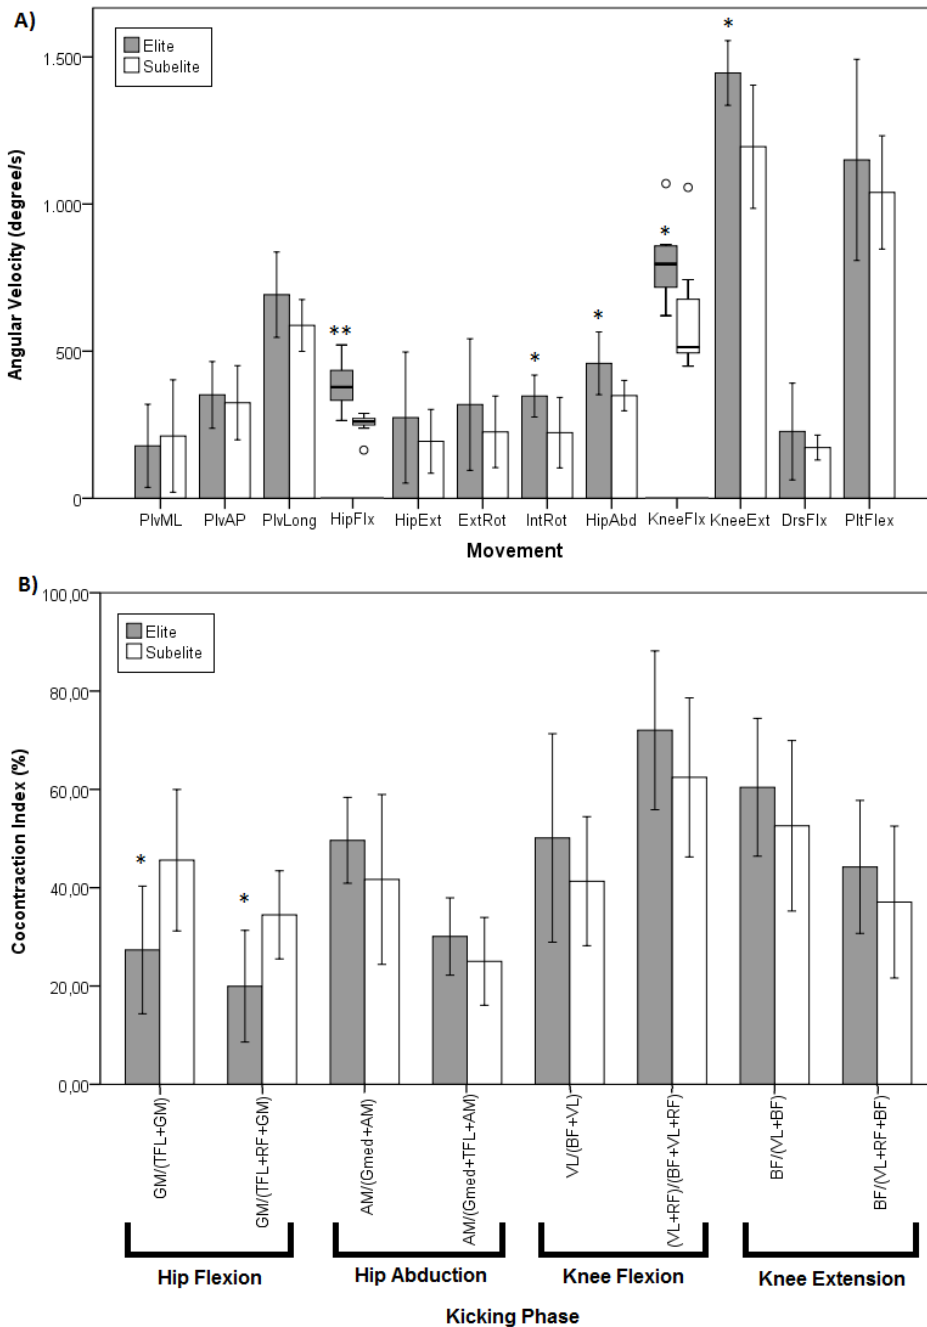 A)
Elite
Subelite
Angular Velocity (degree/s)
1.500
1.000
500
0
*
**
*
*
*
PlvML PlvAP PlvLong HipFlx HipExt ExtRot IntRot HipAbd KneeFlx KneeExt DrsFlx PltFlex
Movement
B)
Elite
Subelite
Cocontraction Index (%)
100,00
80,00
60,00
40,00
20,00
0,00
*
*
GM/(TFL+GM)
GM/(TFL+RF+GM)
AM/(Gmed+AM)
AM/(Gmed+TFL+AM)
VL/(BF+VL)
(VL+RF)/(BF+VL+RF)
BF/(VL+BF)
BF/(VL+RF+BF)
Hip Flexion Hip Abduction Knee Flexion Knee Extension
Kicking Phase